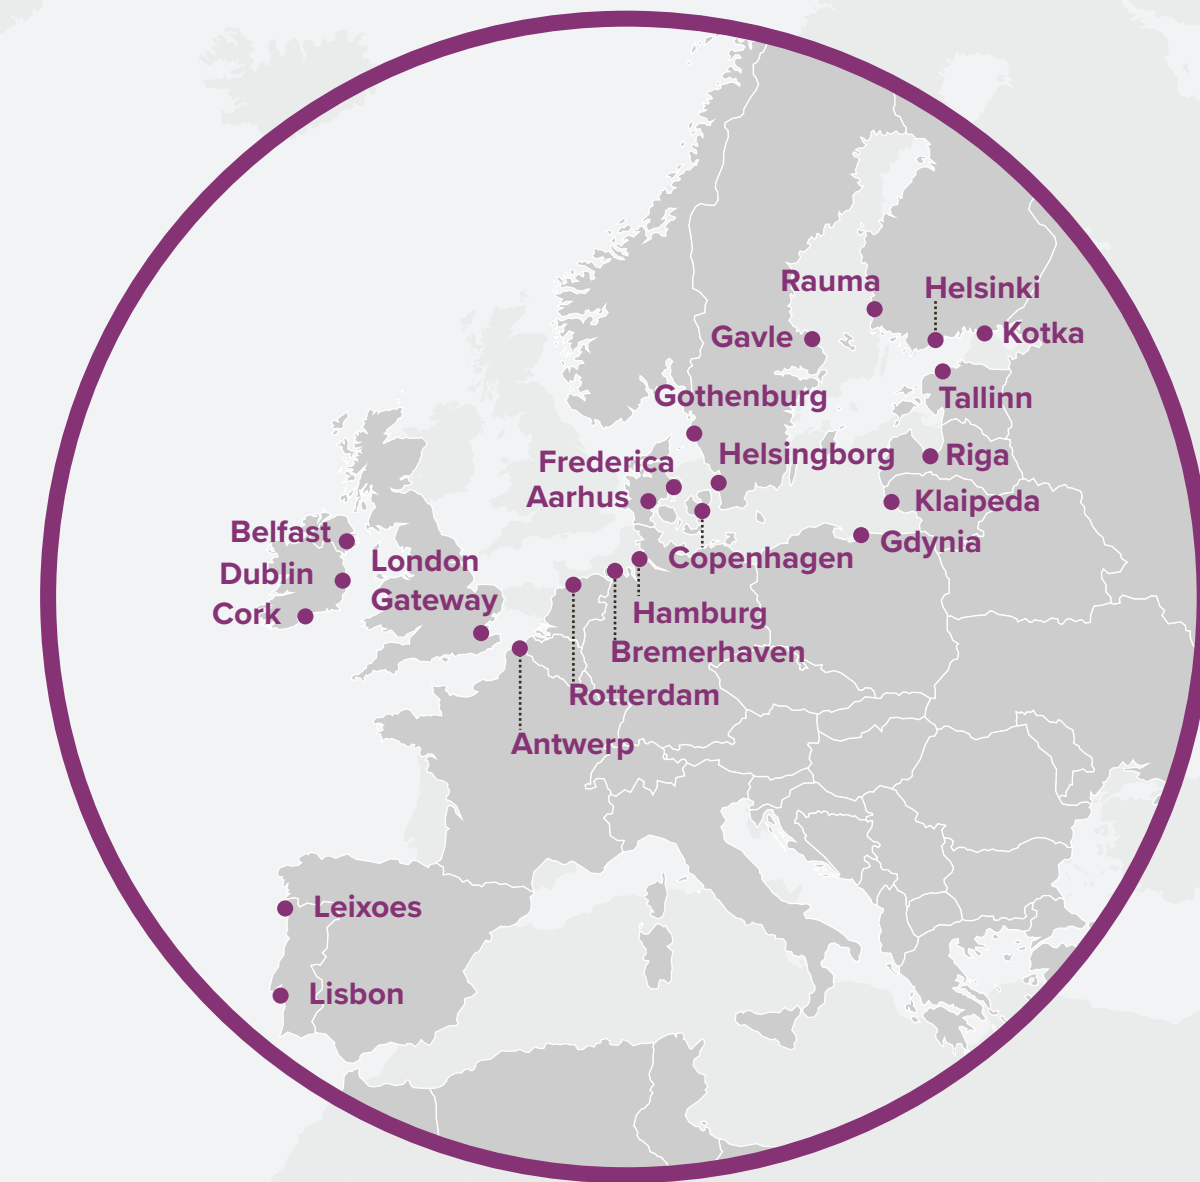 Rauma
Helsinki
Gavle
Kotka
Gothenburg
Tallinn
Frederica
Helsingborg
Riga
Aarhus
Klaipeda
Belfast
London
Gateway
Copenhagen
Gdynia
Dublin
Cork
Hamburg
Bremerhaven
Rotterdam
Antwerp
Leixoes
Lisbon